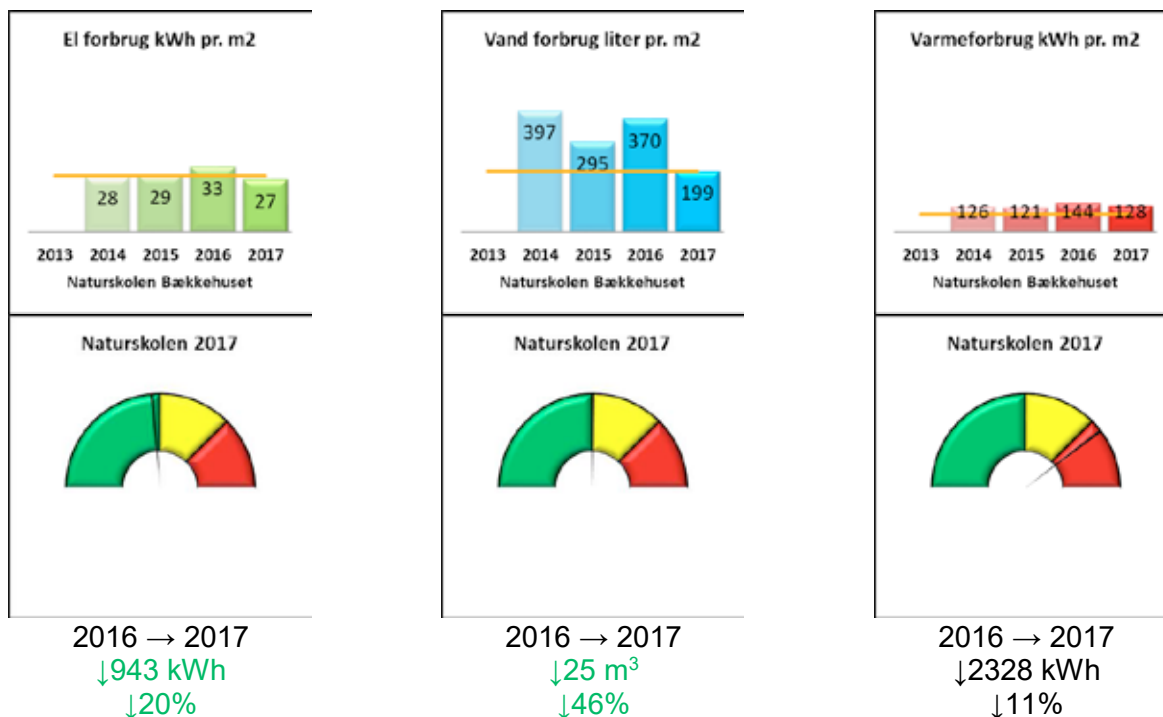 El forbrug kWh pr. m2
28 29 33 27
2013 2014 2015 2016 2017
Naturskolen Bækkehuset
Naturskolen 2017
2016 → 2017
↓943 kWh
↓20%
Vand forbrug liter pr. m2
397 295 370 199
2013 2014 2015 2016 2017
Naturskolen Bækkehuset
Naturskolen 2017
2016 → 2017
↓25 m³
↓46%
Varmeforbrug kWh pr. m2
126 121 144 128
2013 2014 2015 2016 2017
Naturskolen Bækkehuset
Naturskolen 2017
2016 → 2017
↓2328 kWh
↓11%